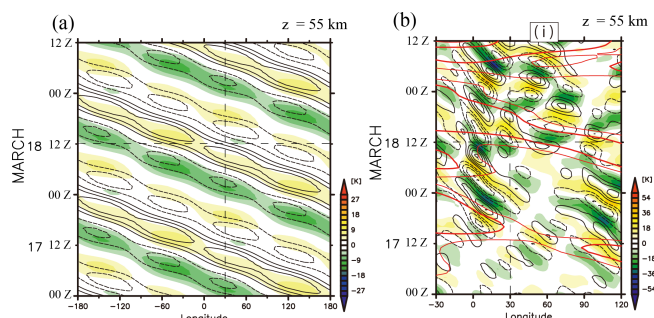 (a) z = 55 km
12 Z
00 Z
18 12 Z
00 Z
17 12 Z
00 Z
MARCH
−180 −120 −60 0 60 120 180
Longitude
[K]
27
18
9
0
−9
−18
−27
(b) (i) z = 55 km
12 Z
00 Z
18 12 Z
00 Z
17 12 Z
00 Z
MARCH
−30 0 30 60 90 120
Longitude
[K]
54
36
18
0
−18
−36
−54